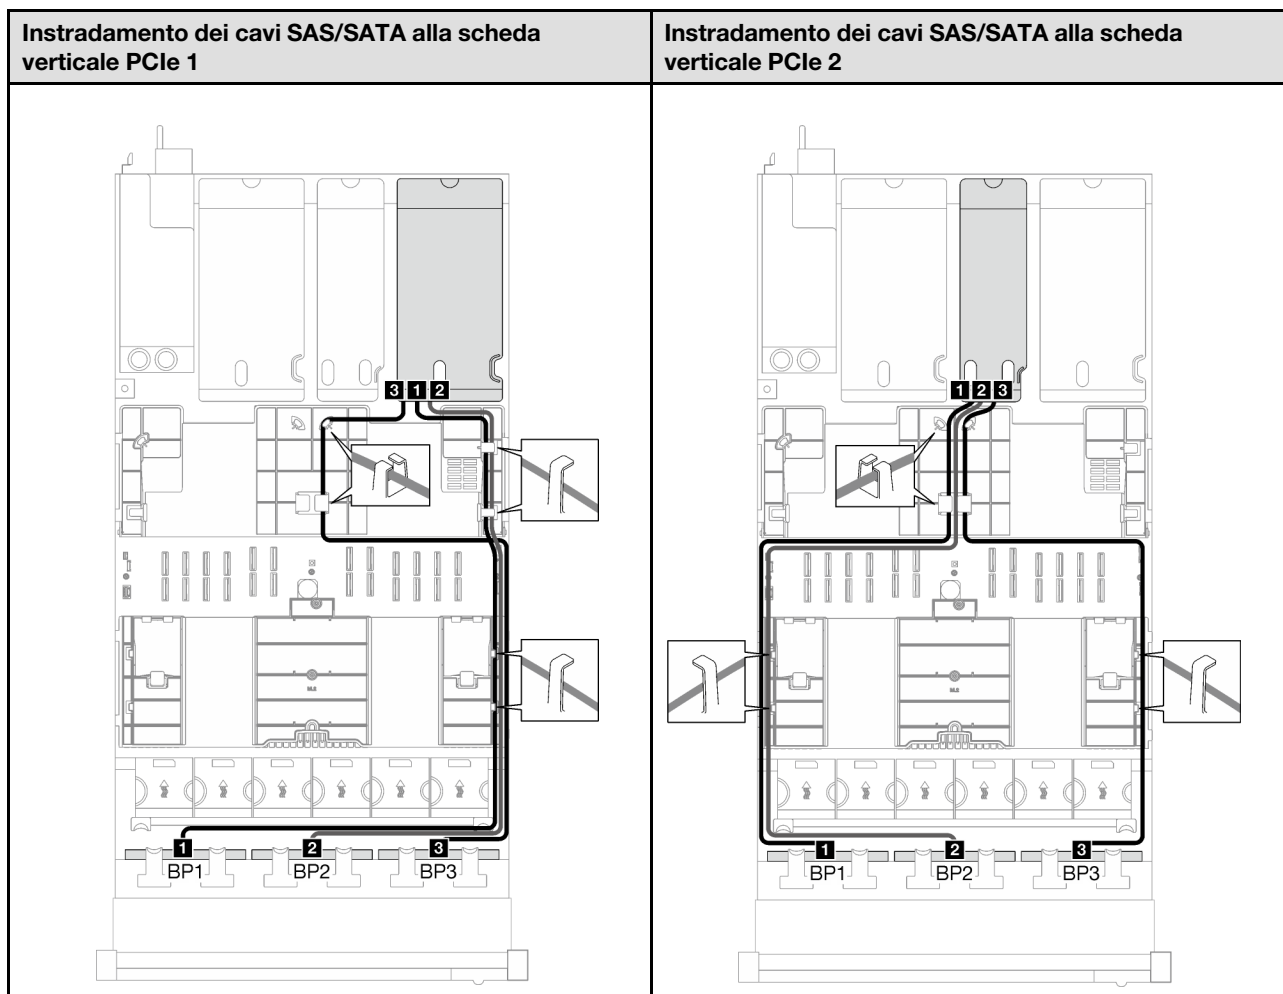 Instradamento dei cavi SAS/SATA alla scheda
verticale PCIe 1
Instradamento dei cavi SAS/SATA alla scheda
verticale PCIe 2
3 1 2
M.2
1 2 3
BP1 BP2 BP3
1 2 3
M.2
1 2 3
BP1 BP2 BP3